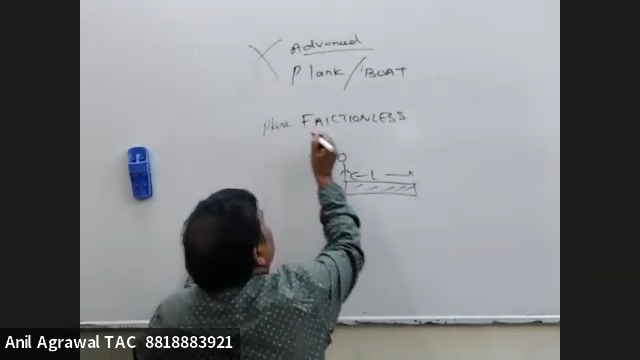 Advanced
Plank/BOAT
plane FRICTIONLESS
L
Anil Agrawal TAC 8818883921